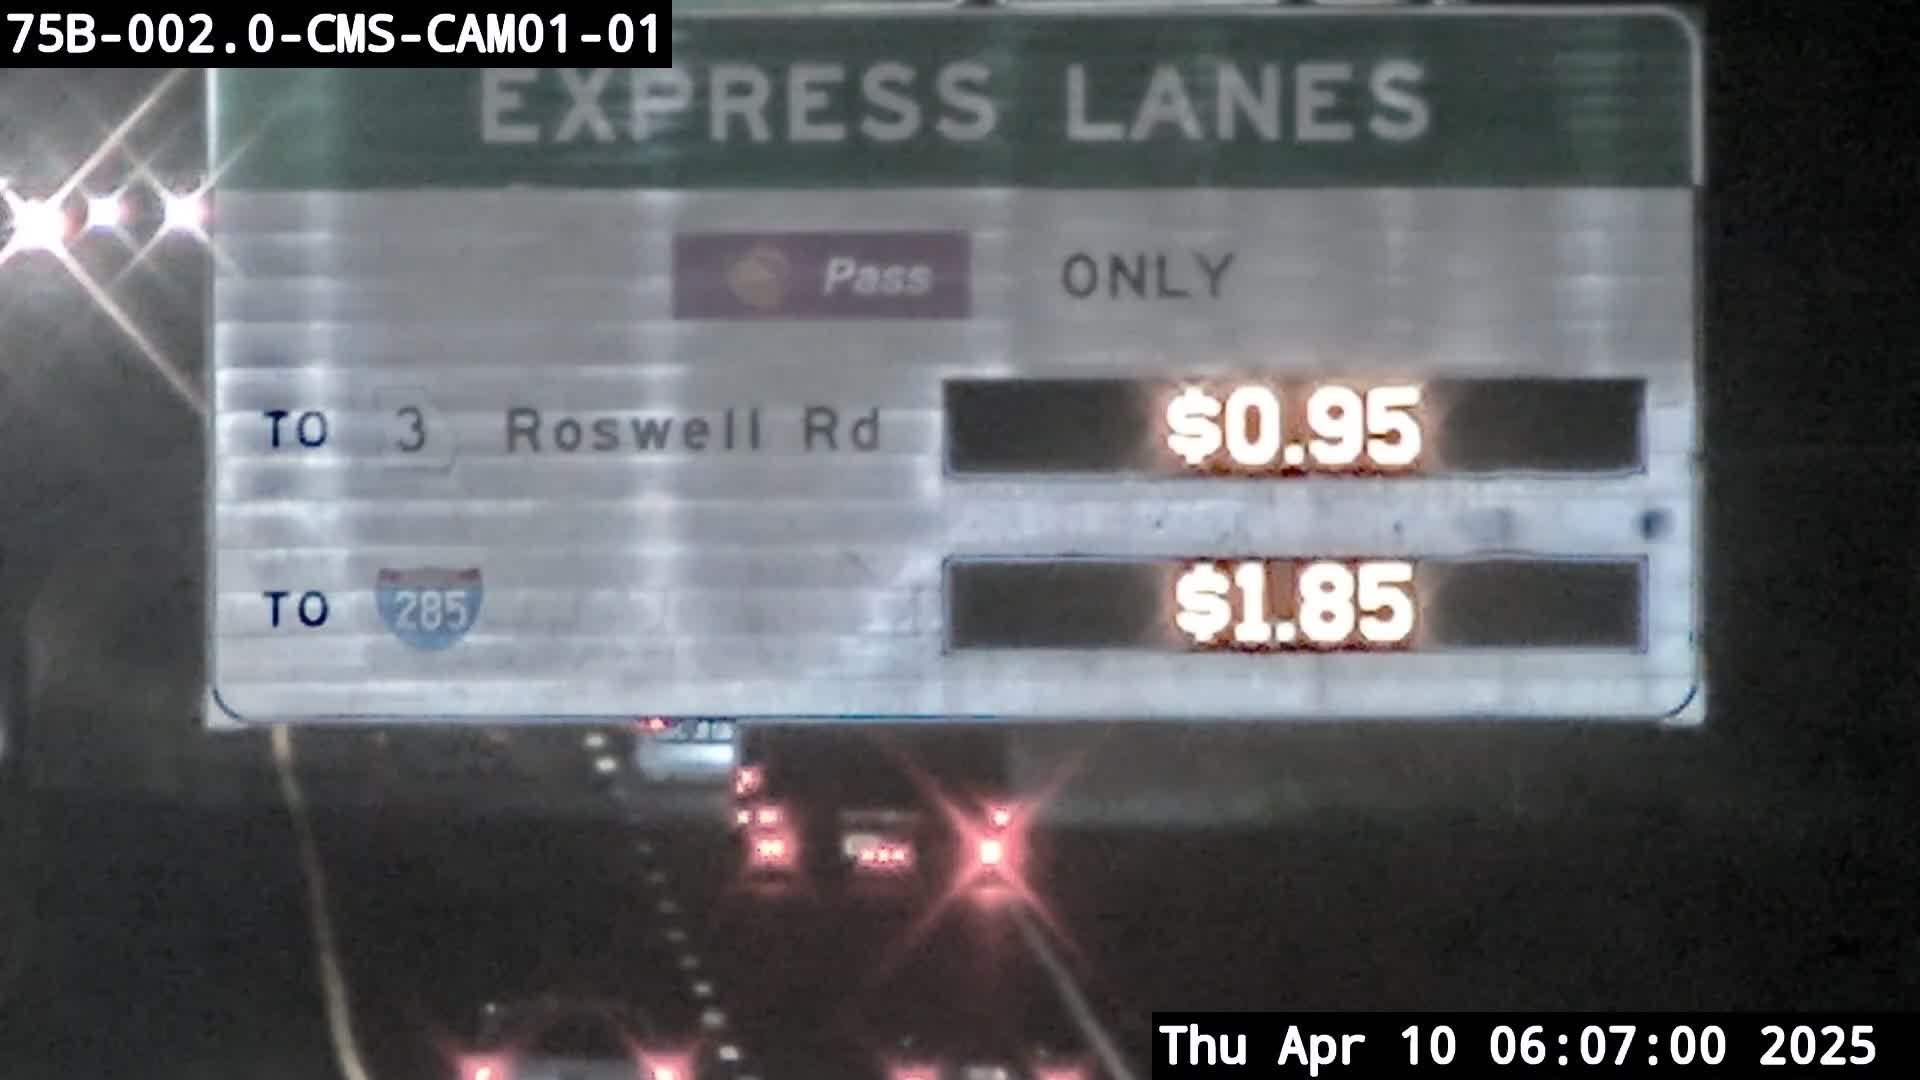 75B-002.0-CMS-CAM01-01
EXPRESS LANES
Pass ONLY
TO 3 Roswell Rd $0.95
TO 285 $1.85
Thu Apr 10 06:07:00 2025